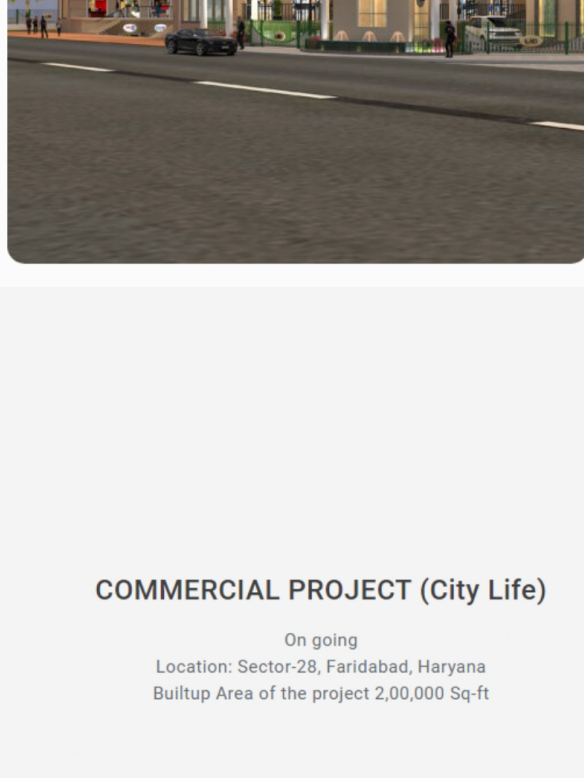 COMMERCIAL PROJECT (City Life)
On going
Location: Sector-28, Faridabad, Haryana
Builtup Area of the project 2,00,000 Sq-ft